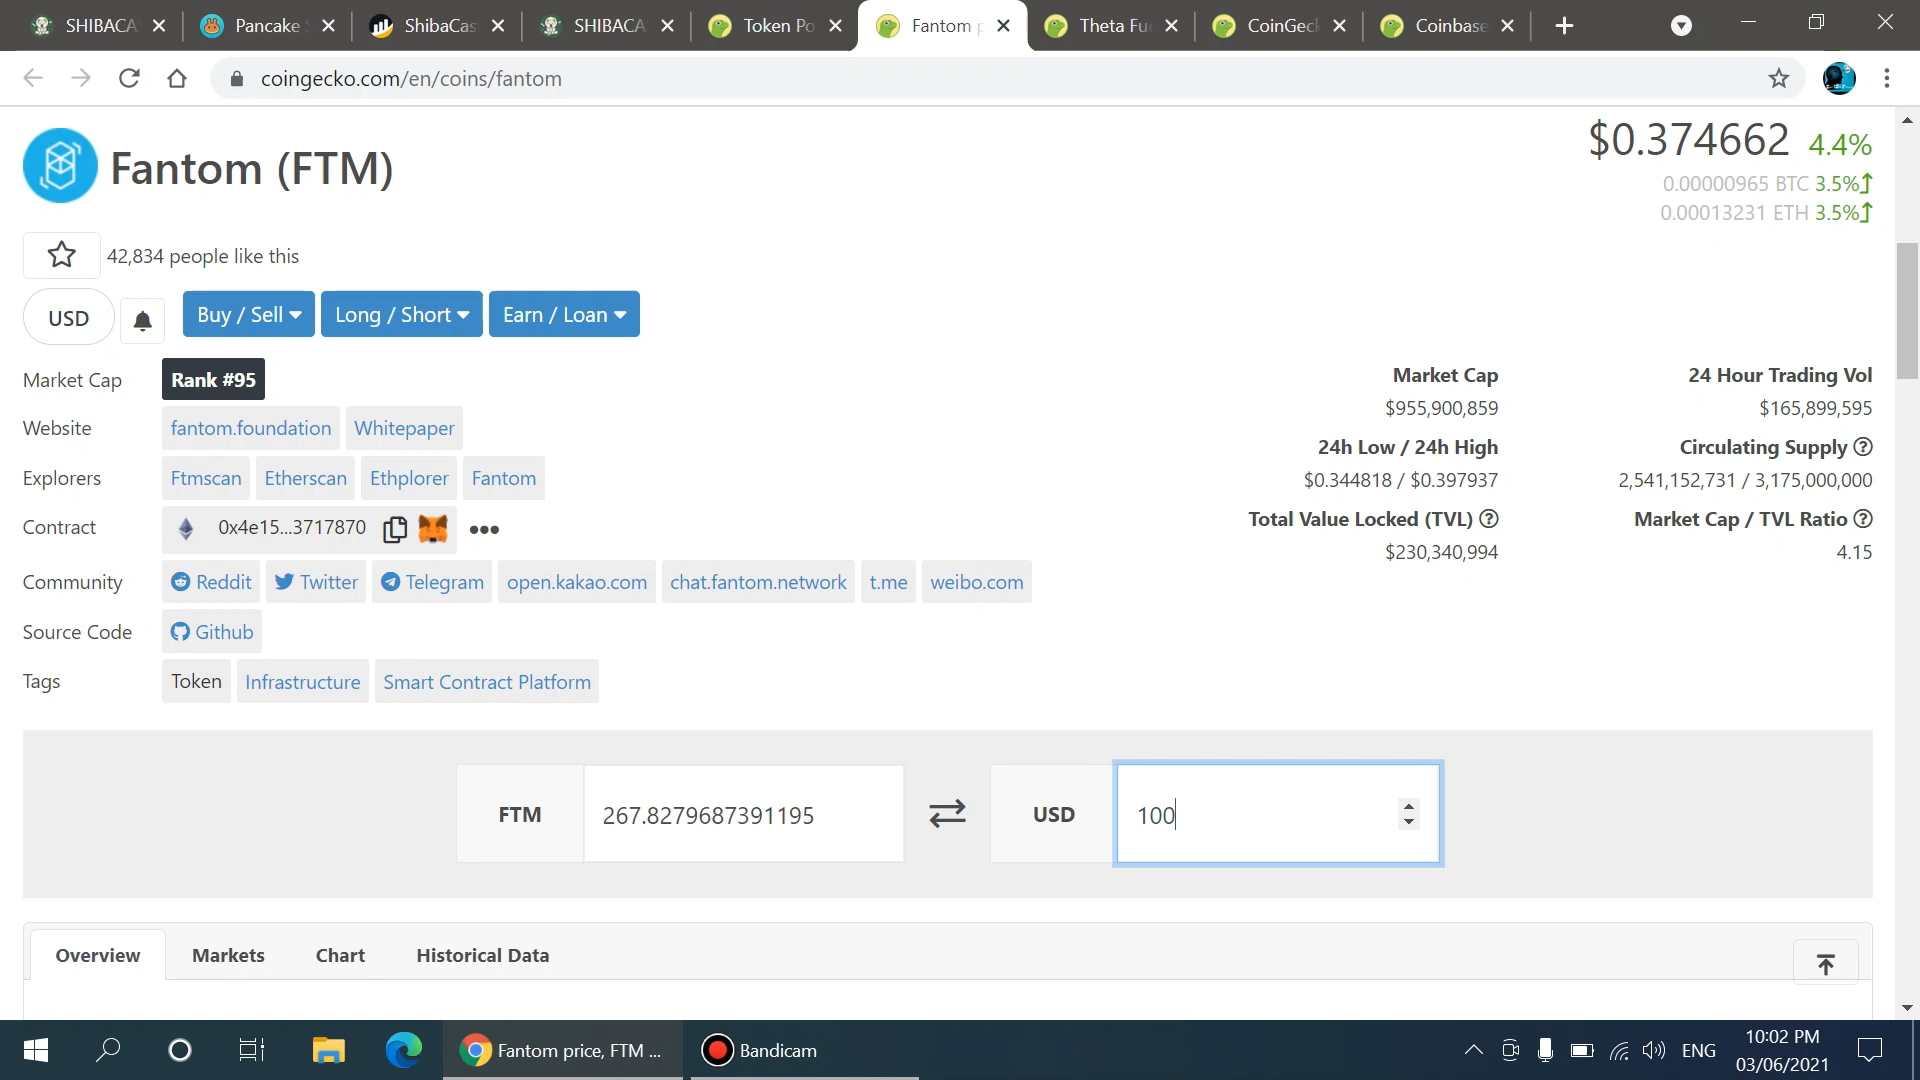 SHIBACA
Pancake S
ShibaCas
SHIBACA
Token Po
Fantom p
Theta Fu
CoinGeck
Coinbase
coingecko.com/en/coins/fantom
Fantom (FTM)
$0.374662 4.4%
0.00000965 BTC 3.5%
0.00013231 ETH 3.5%
42,834 people like this
USD
Buy / Sell
Long / Short
Earn / Loan
Market Cap Rank #95
Website fantom.foundation Whitepaper
Explorers Ftmscan Etherscan Ethplorer Fantom
Contract 0x4e15...3717870
Community Reddit Twitter Telegram open.kakao.com chat.fantom.network t.me weibo.com
Source Code Github
Tags Token Infrastructure Smart Contract Platform
Market Cap
$955,900,859
24 Hour Trading Vol
$165,899,595
24h Low / 24h High
$0.344818 / $0.397937
Circulating Supply
2,541,152,731 / 3,175,000,000
Total Value Locked (TVL)
$230,340,994
Market Cap / TVL Ratio
4.15
FTM 267.8279687391195
USD 100
Overview Markets Chart Historical Data
Fantom price, FTM ...
Bandicam
ENG
10:02 PM
03/06/2021